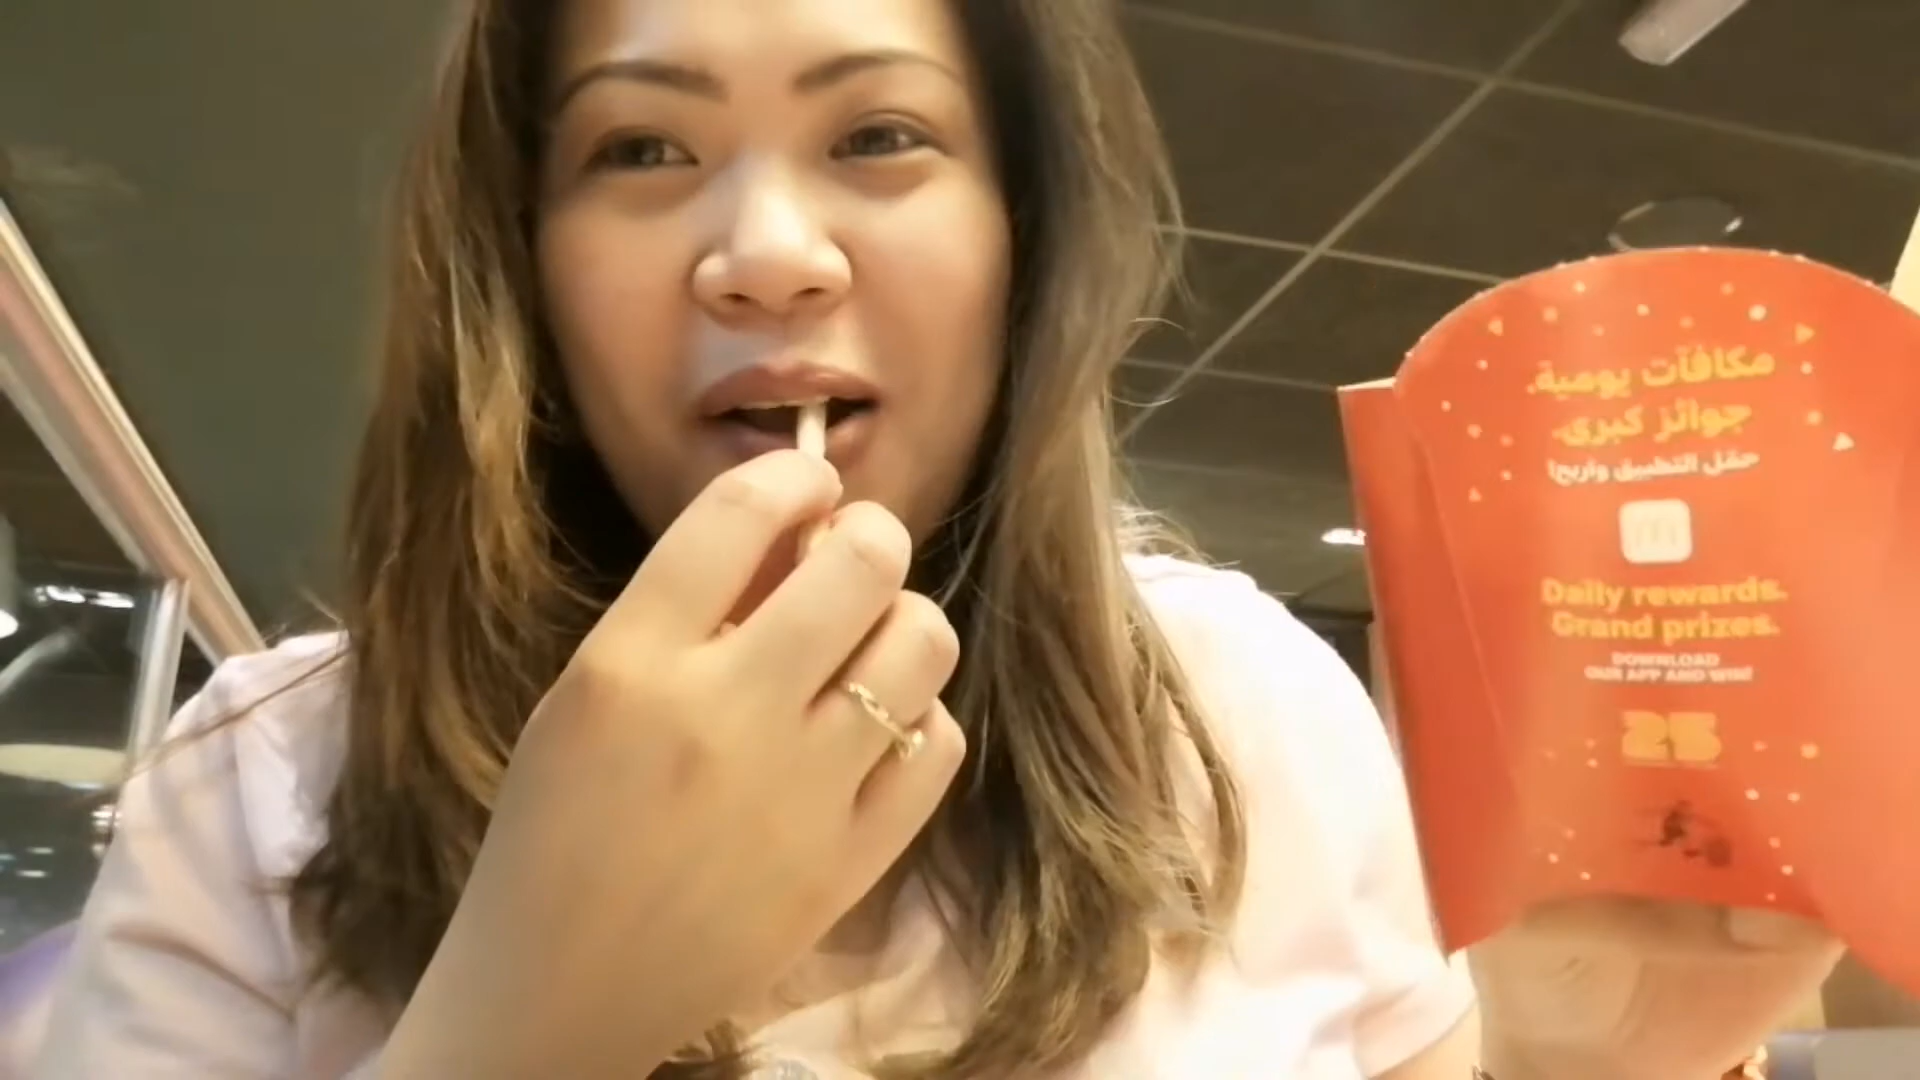 مكافآت يومية.
جوائز كبرى.
حمّل التطبيق واربح!
Daily rewards.
Grand prizes.
DOWNLOAD
OUR APP AND WIN!
25